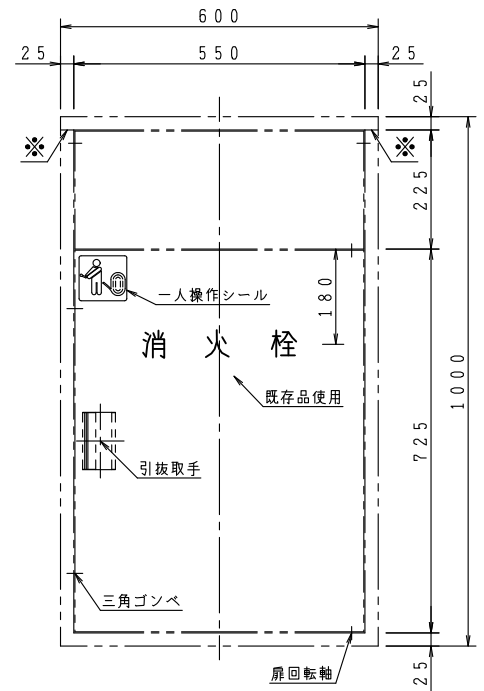 600
25
550
25
25
※
※
225
一人操作シール
180
消火栓
既存品使用
1000
725
引抜取手
三角ゴンベ
扉回転軸
25